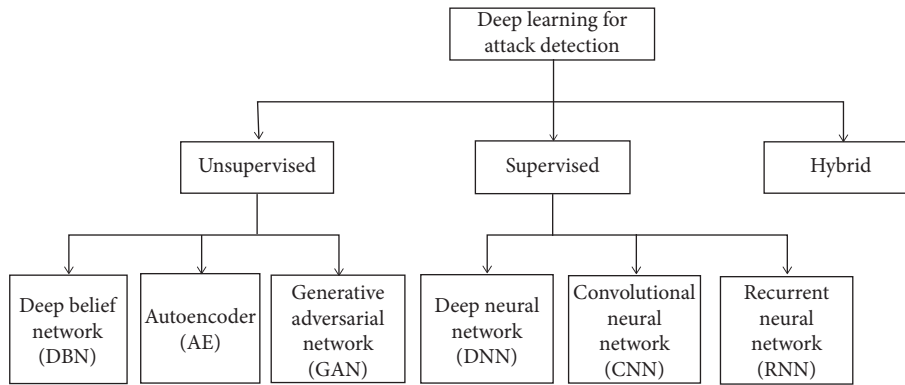 Deep learning for
attack detection
Unsupervised
Supervised
Hybrid
Deep belief
network
(DBN)
Autoencoder
(AE)
Generative
adversarial
network
(GAN)
Deep neural
network
(DNN)
Convolutional
neural
network
(CNN)
Recurrent
neural
network
(RNN)